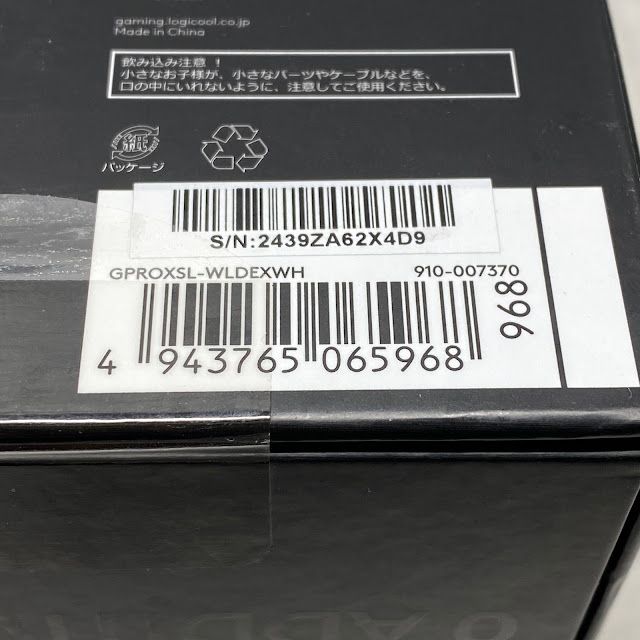 gaming.logicool.co.jp
Made in China
飲み込み注意！
小さなお子様が、小さなパーツやケーブルなどを、
口の中にいれないように、注意してご使用ください。
紙
パッケージ
S/N:2439ZA62X4D9
GPROXSL-WLDEXWH 910-007370
4 943765 065968
968